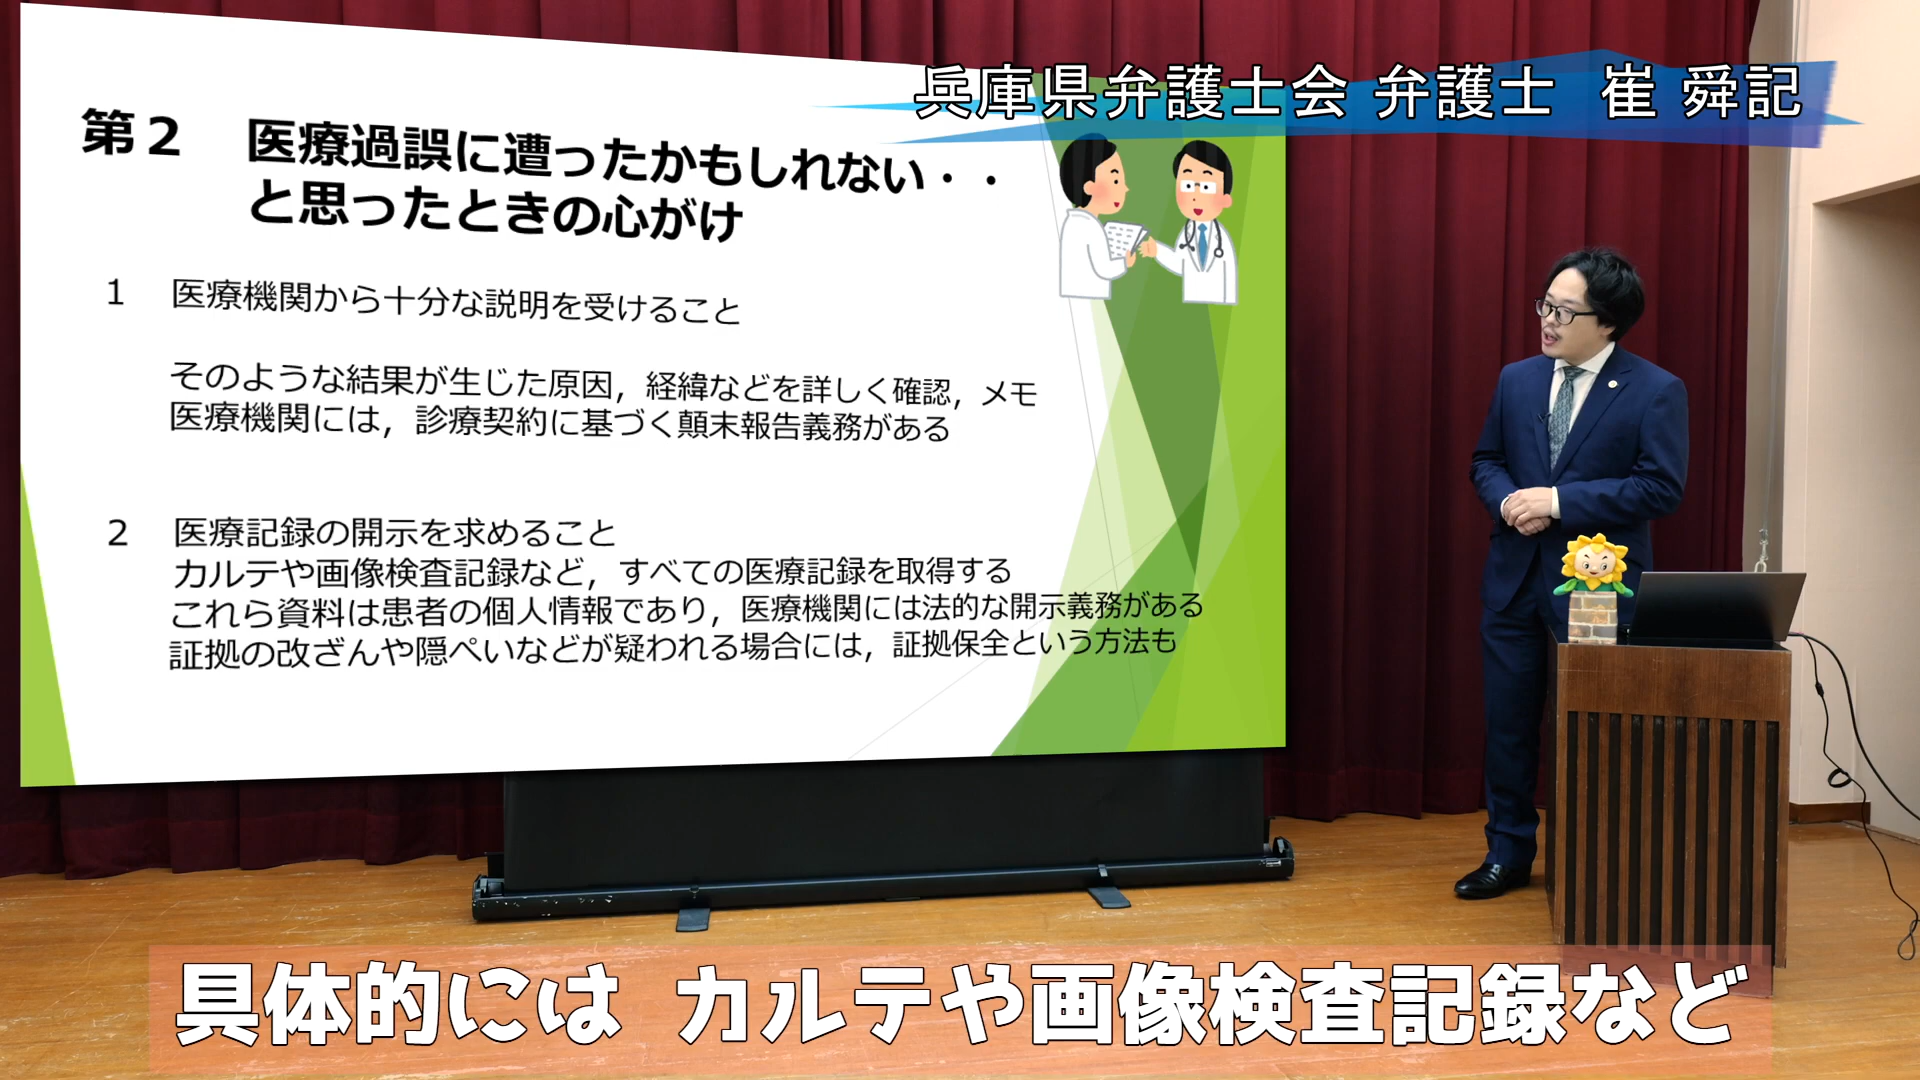 兵庫県弁護士会 弁護士 崔 舜記
第２ 医療過誤に遭ったかもしれない・・
と思ったときの心がけ
1 医療機関から十分な説明を受けること
そのような結果が生じた原因，経緯などを詳しく確認，メモ
医療機関には，診療契約に基づく顛末報告義務がある
2 医療記録の開示を求めること
カルテや画像検査記録など，すべての医療記録を取得する
これら資料は患者の個人情報であり，医療機関には法的な開示義務がある
証拠の改ざんや隠ぺいなどが疑われる場合には，証拠保全という方法も
具体的には カルテや画像検査記録など